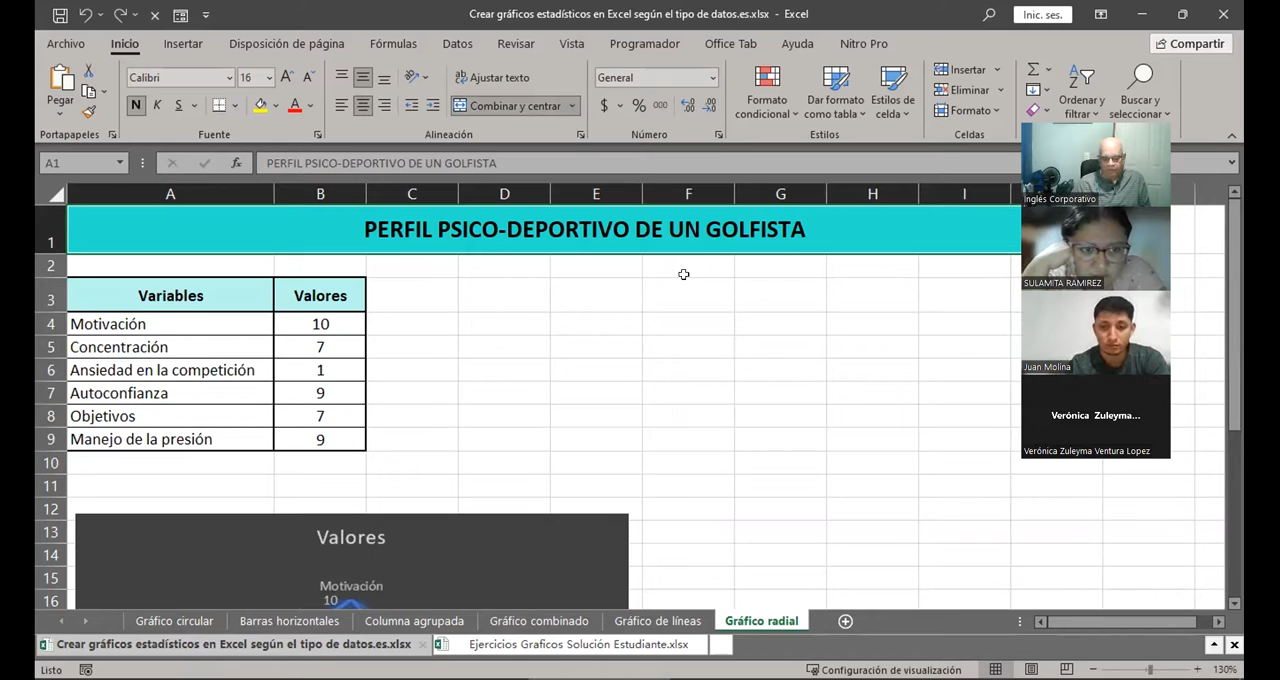 Crear gráficos estadísticos en Excel según el tipo de datos.es.xlsx - Excel
Inic. ses.
Archivo Inicio Insertar Disposición de página Fórmulas Datos Revisar Vista Programador Office Tab Ayuda Nitro Pro Compartir
Pegar
Portapapeles
Calibri 16
N K S
Fuente
Ajustar texto
Combinar y centrar
Alineación
General
$ % 000
Número
Formato condicional
Dar formato como tabla
Estilos de celda
Estilos
Insertar
Eliminar
Formato
Celdas
Ordenar y filtrar
Buscar y seleccionar
A1 fx PERFIL PSICO-DEPORTIVO DE UN GOLFISTA
A B C D E F G H I
1 PERFIL PSICO-DEPORTIVO DE UN GOLFISTA
2
3 Variables Valores
4 Motivación 10
5 Concentración 7
6 Ansiedad en la competición 1
7 Autoconfianza 9
8 Objetivos 7
9 Manejo de la presión 9
10
11
12
13
14
15
16
Valores
Motivación
10
Inglés Corporativo
SULAMITA RAMIREZ
Juan Molina
Verónica Zuleyma...
Verónica Zuleyma Ventura Lopez
Gráfico circular Barras horizontales Columna agrupada Gráfico combinado Gráfico de líneas Gráfico radial
Crear gráficos estadísticos en Excel según el tipo de datos.es.xlsx Ejercicios Graficos Solución Estudiante.xlsx
Listo Configuración de visualización 130%